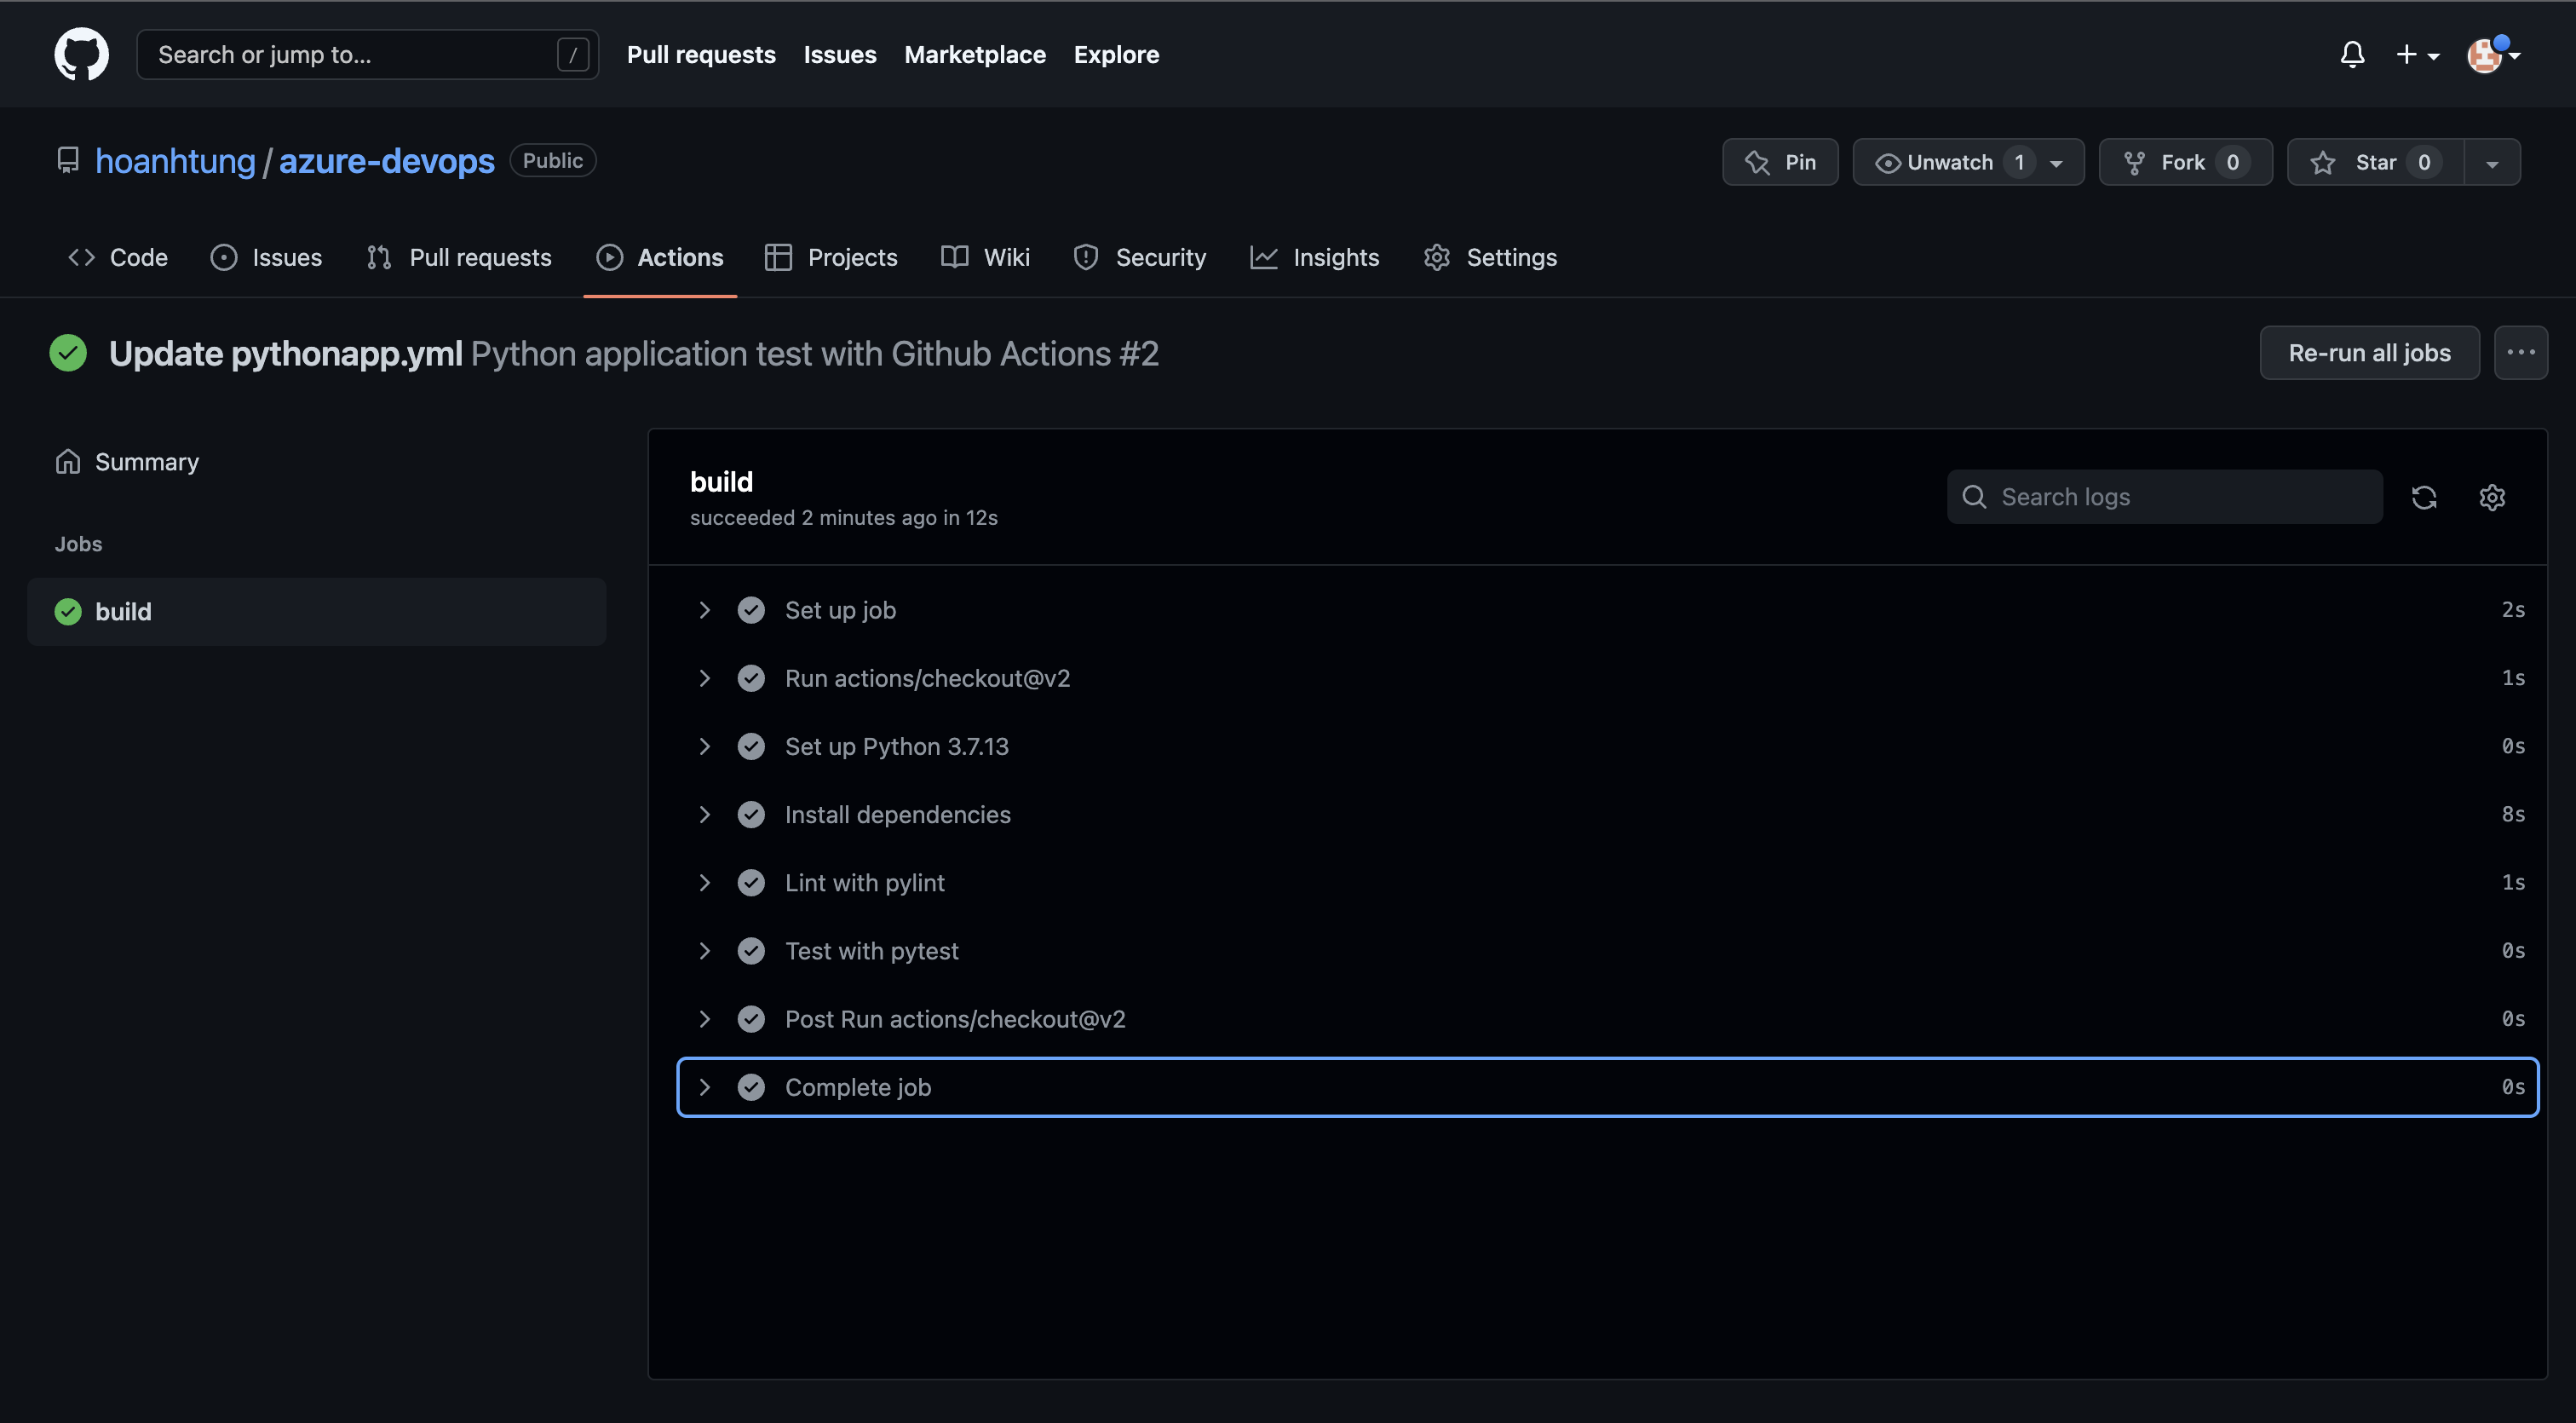 Search or jump to... /
Pull requests Issues Marketplace Explore
hoanhtung / azure-devops Public
Pin Unwatch 1 Fork 0 Star 0
Code Issues Pull requests Actions Projects Wiki Security Insights Settings
Update pythonapp.yml Python application test with Github Actions #2
Re-run all jobs
Summary
Jobs
build
build
succeeded 2 minutes ago in 12s
Search logs
Set up job 2s
Run actions/checkout@v2 1s
Set up Python 3.7.13 0s
Install dependencies 8s
Lint with pylint 1s
Test with pytest 0s
Post Run actions/checkout@v2 0s
Complete job 0s